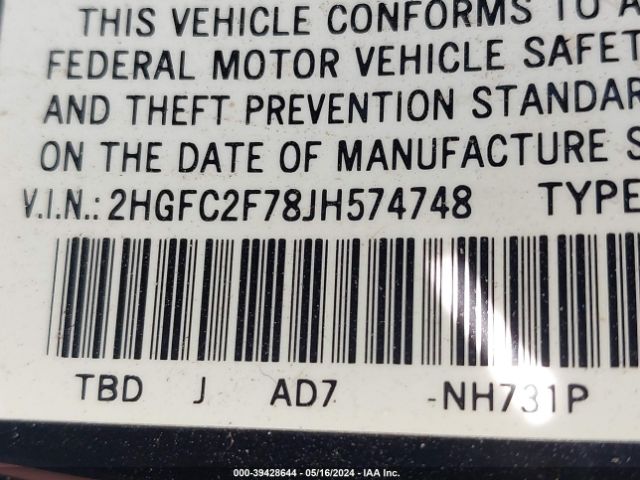 THIS VEHICLE CONFORMS TO A
FEDERAL MOTOR VEHICLE SAFET
AND THEFT PREVENTION STANDAR
ON THE DATE OF MANUFACTURE S
V.I.N.: 2HGFC2F78JH574748 TYPE
TBD J AD7 -NH731P
000-39428644 - 05/16/2024 - IAA Inc.